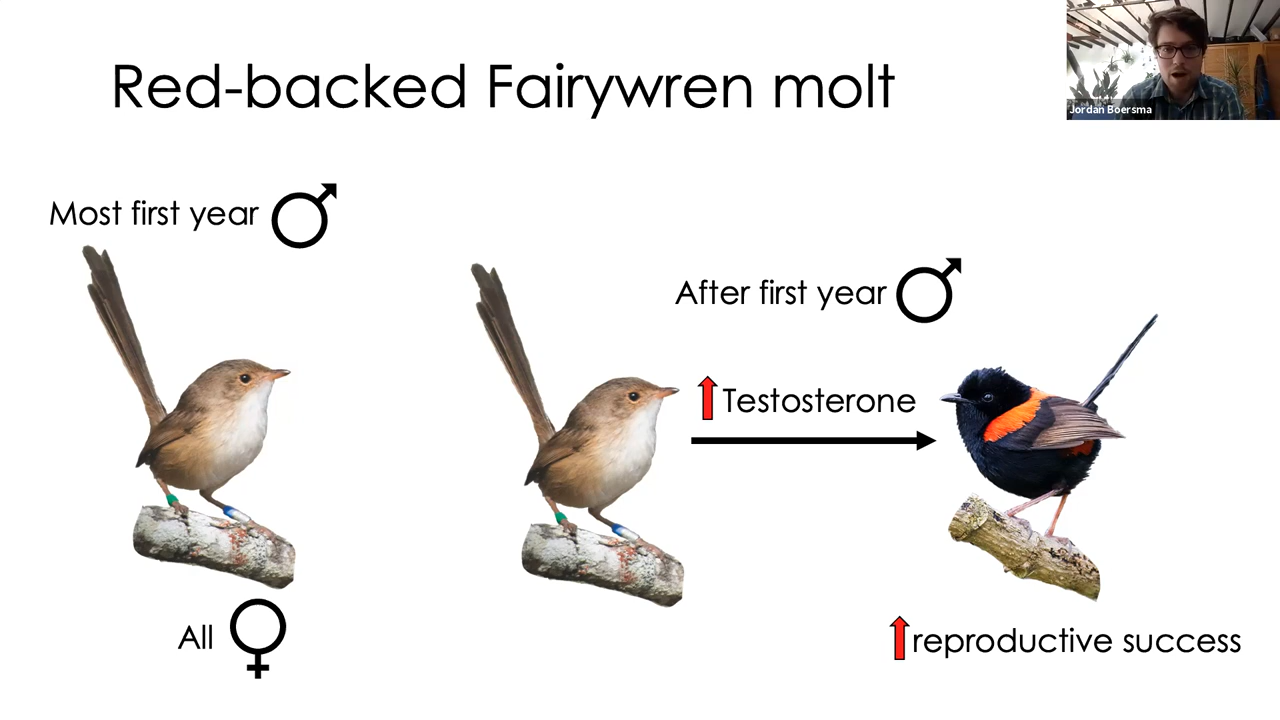 Red-backed Fairywren molt
Jordan Boersma
Most first year
After first year
Testosterone
All
reproductive success